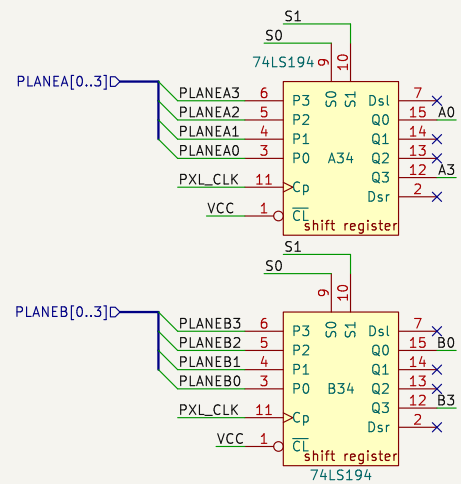 S1
S0
74LS194
9 10
PLANEA[0..3]
S0 S1
PLANEA3 6 P3 Dsl 7
PLANEA2 5 P2 Q0 15 A0
PLANEA1 4 P1 Q1 14
PLANEA0 3 P0 A34 Q2 13
Q3 12 A3
PXL_CLK 11 Cp Dsr 2
VCC 1 CL
shift register
S1
S0
9 10
PLANEB[0..3]
S0 S1
PLANEB3 6 P3 Dsl 7
PLANEB2 5 P2 Q0 15 B0
PLANEB1 4 P1 Q1 14
PLANEB0 3 P0 B34 Q2 13
Q3 12 B3
PXL_CLK 11 Cp Dsr 2
VCC 1 CL
shift register
74LS194